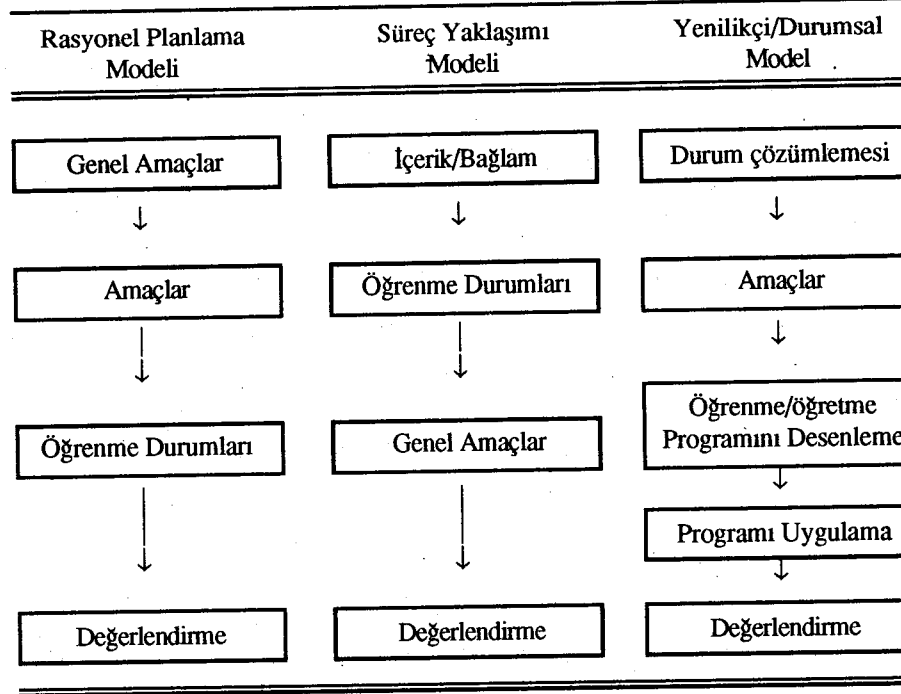 Rasyonel Planlama
Modeli
Süreç Yaklaşımı
Modeli
Yenilikçi/Durumsal
Model
Genel Amaçlar
İçerik/Bağlam
Durum çözümlemesi
Amaçlar
Öğrenme Durumları
Amaçlar
Öğrenme Durumları
Genel Amaçlar
Öğrenme/öğretme
Programını Desenleme
Programı Uygulama
Değerlendirme
Değerlendirme
Değerlendirme